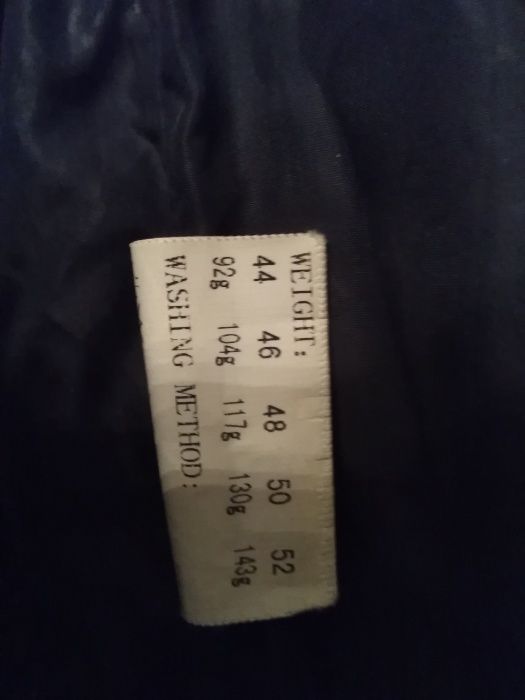 WEIGHT:
44 46 48 50 52
92g 104g 117g 130g 143g
WASHING METHOD: